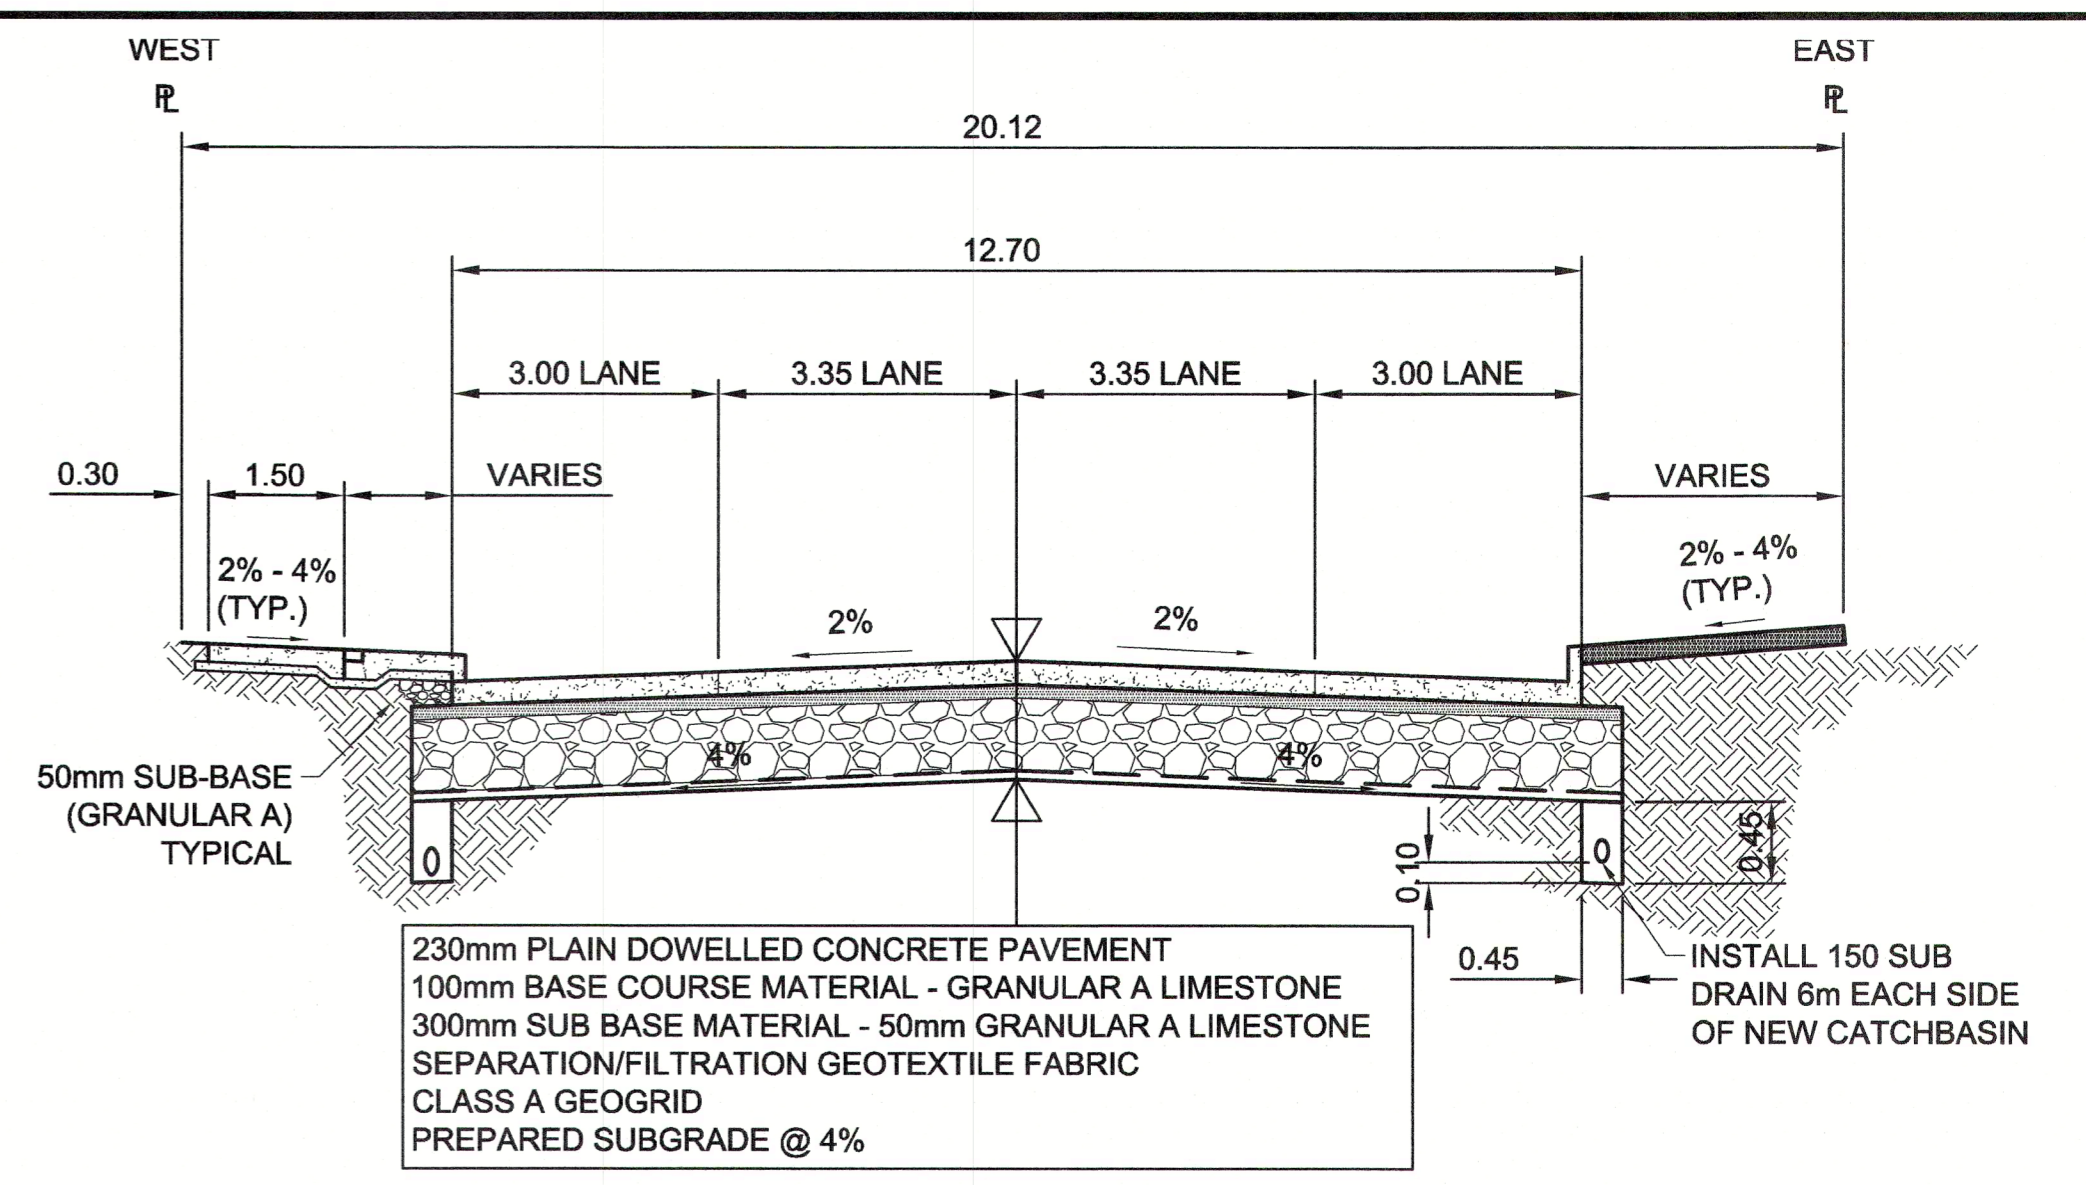 WEST
EAST
PL
PL
20.12
12.70
3.00 LANE
3.35 LANE
3.35 LANE
3.00 LANE
0.30
1.50
VARIES
VARIES
2% - 4%
(TYP.)
2%
2%
2% - 4%
(TYP.)
4%
4%
50mm SUB-BASE
(GRANULAR A)
TYPICAL
0.10
0.45
0.45
INSTALL 150 SUB
DRAIN 6m EACH SIDE
OF NEW CATCHBASIN
230mm PLAIN DOWELLED CONCRETE PAVEMENT
100mm BASE COURSE MATERIAL - GRANULAR A LIMESTONE
300mm SUB BASE MATERIAL - 50mm GRANULAR A LIMESTONE
SEPARATION/FILTRATION GEOTEXTILE FABRIC
CLASS A GEOGRID
PREPARED SUBGRADE @ 4%